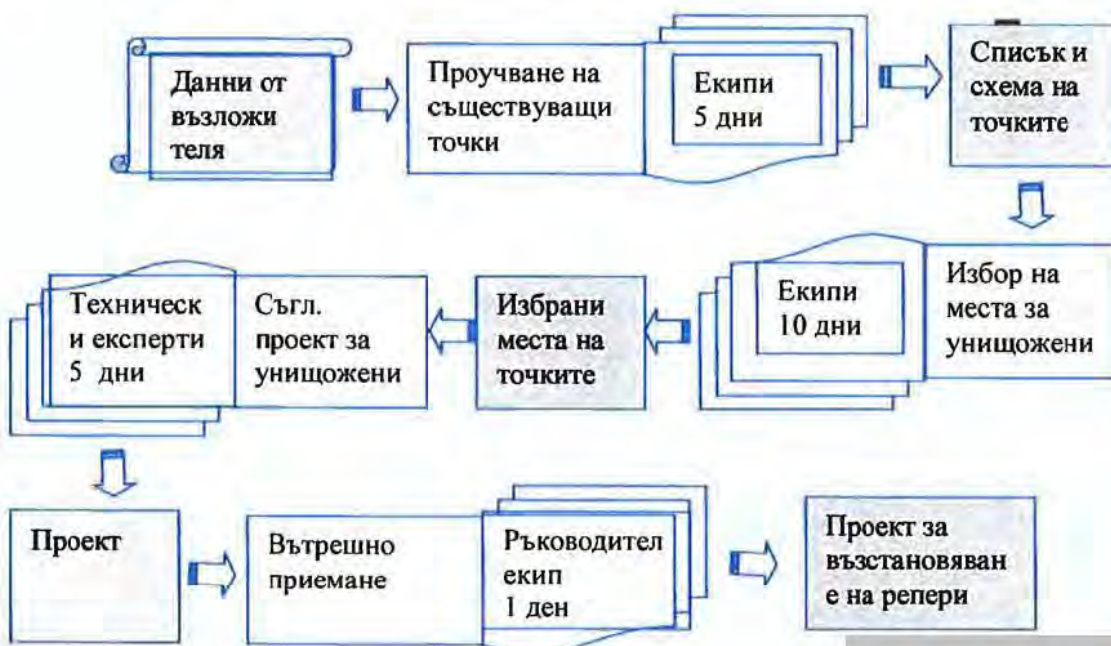 Данни от
възложи
теля
Проучване на
съществуващи
точки
Екипи
5 дни
Списък и
схема на
точките
Избор на
места за
унищожени
Екипи
10 дни
Избрани
места на
точките
Съгл.
проект за
унищожени
Техническ
и експерти
5 дни
Проект
Вътрешно
приемане
Ръководител
екип
1 ден
Проект за
възстановяван
е на репери